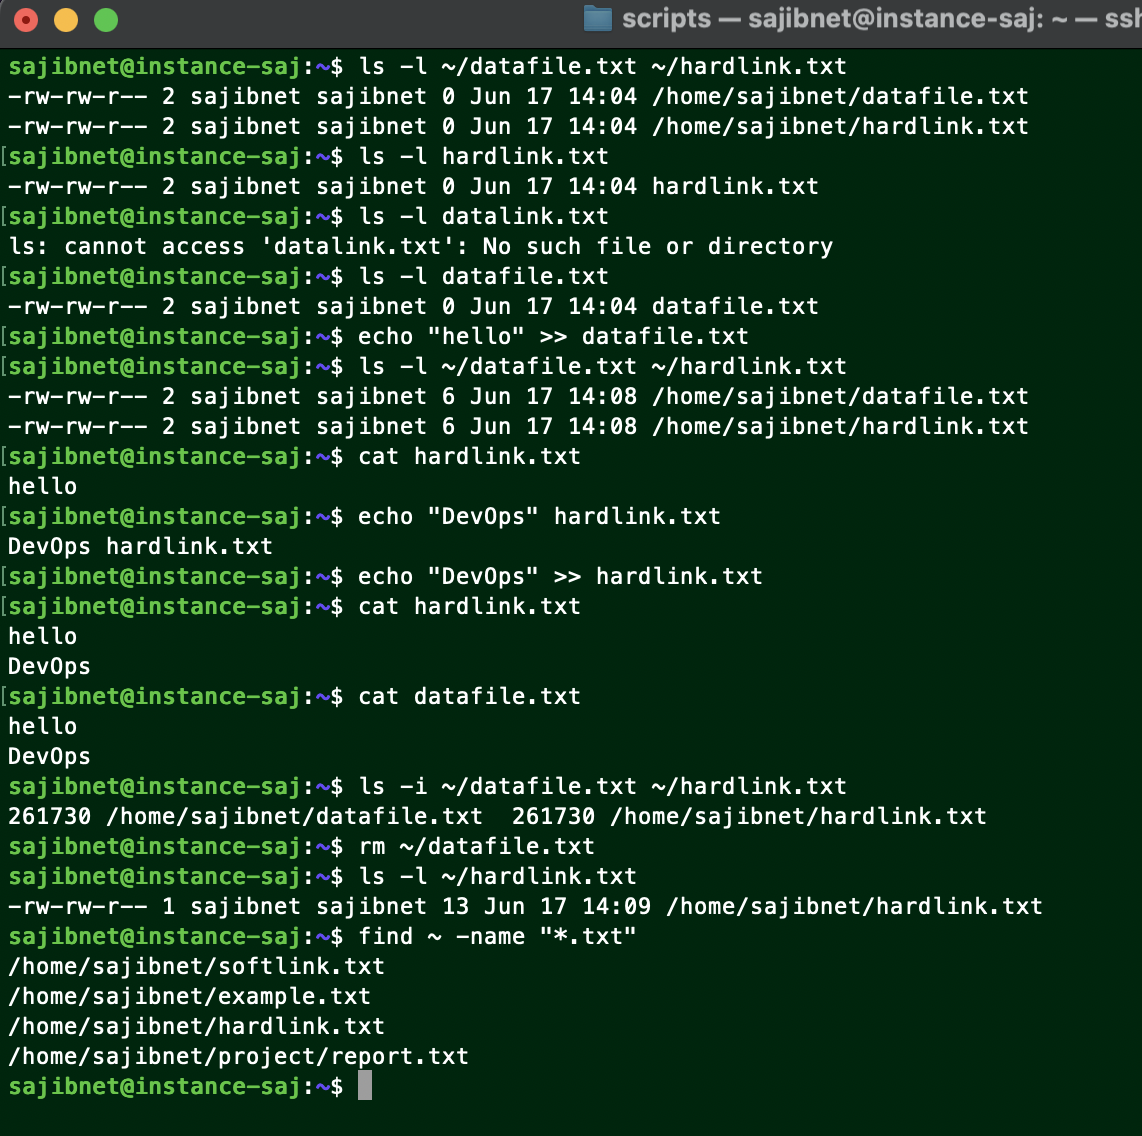 scripts — sajibnet@instance-saj: ~ — ssh
sajibnet@instance-saj:~$ ls -l ~/datafile.txt ~/hardlink.txt
-rw-rw-r-- 2 sajibnet sajibnet 0 Jun 17 14:04 /home/sajibnet/datafile.txt
-rw-rw-r-- 2 sajibnet sajibnet 0 Jun 17 14:04 /home/sajibnet/hardlink.txt
[sajibnet@instance-saj:~$ ls -l hardlink.txt
-rw-rw-r-- 2 sajibnet sajibnet 0 Jun 17 14:04 hardlink.txt
[sajibnet@instance-saj:~$ ls -l datalink.txt
ls: cannot access 'datalink.txt': No such file or directory
[sajibnet@instance-saj:~$ ls -l datafile.txt
-rw-rw-r-- 2 sajibnet sajibnet 0 Jun 17 14:04 datafile.txt
[sajibnet@instance-saj:~$ echo "hello" >> datafile.txt
[sajibnet@instance-saj:~$ ls -l ~/datafile.txt ~/hardlink.txt
-rw-rw-r-- 2 sajibnet sajibnet 6 Jun 17 14:08 /home/sajibnet/datafile.txt
-rw-rw-r-- 2 sajibnet sajibnet 6 Jun 17 14:08 /home/sajibnet/hardlink.txt
[sajibnet@instance-saj:~$ cat hardlink.txt
hello
[sajibnet@instance-saj:~$ echo "DevOps" hardlink.txt
DevOps hardlink.txt
[sajibnet@instance-saj:~$ echo "DevOps" >> hardlink.txt
[sajibnet@instance-saj:~$ cat hardlink.txt
hello
DevOps
[sajibnet@instance-saj:~$ cat datafile.txt
hello
DevOps
sajibnet@instance-saj:~$ ls -i ~/datafile.txt ~/hardlink.txt
261730 /home/sajibnet/datafile.txt  261730 /home/sajibnet/hardlink.txt
sajibnet@instance-saj:~$ rm ~/datafile.txt
sajibnet@instance-saj:~$ ls -l ~/hardlink.txt
-rw-rw-r-- 1 sajibnet sajibnet 13 Jun 17 14:09 /home/sajibnet/hardlink.txt
sajibnet@instance-saj:~$ find ~ -name "*.txt"
/home/sajibnet/softlink.txt
/home/sajibnet/example.txt
/home/sajibnet/hardlink.txt
/home/sajibnet/project/report.txt
sajibnet@instance-saj:~$